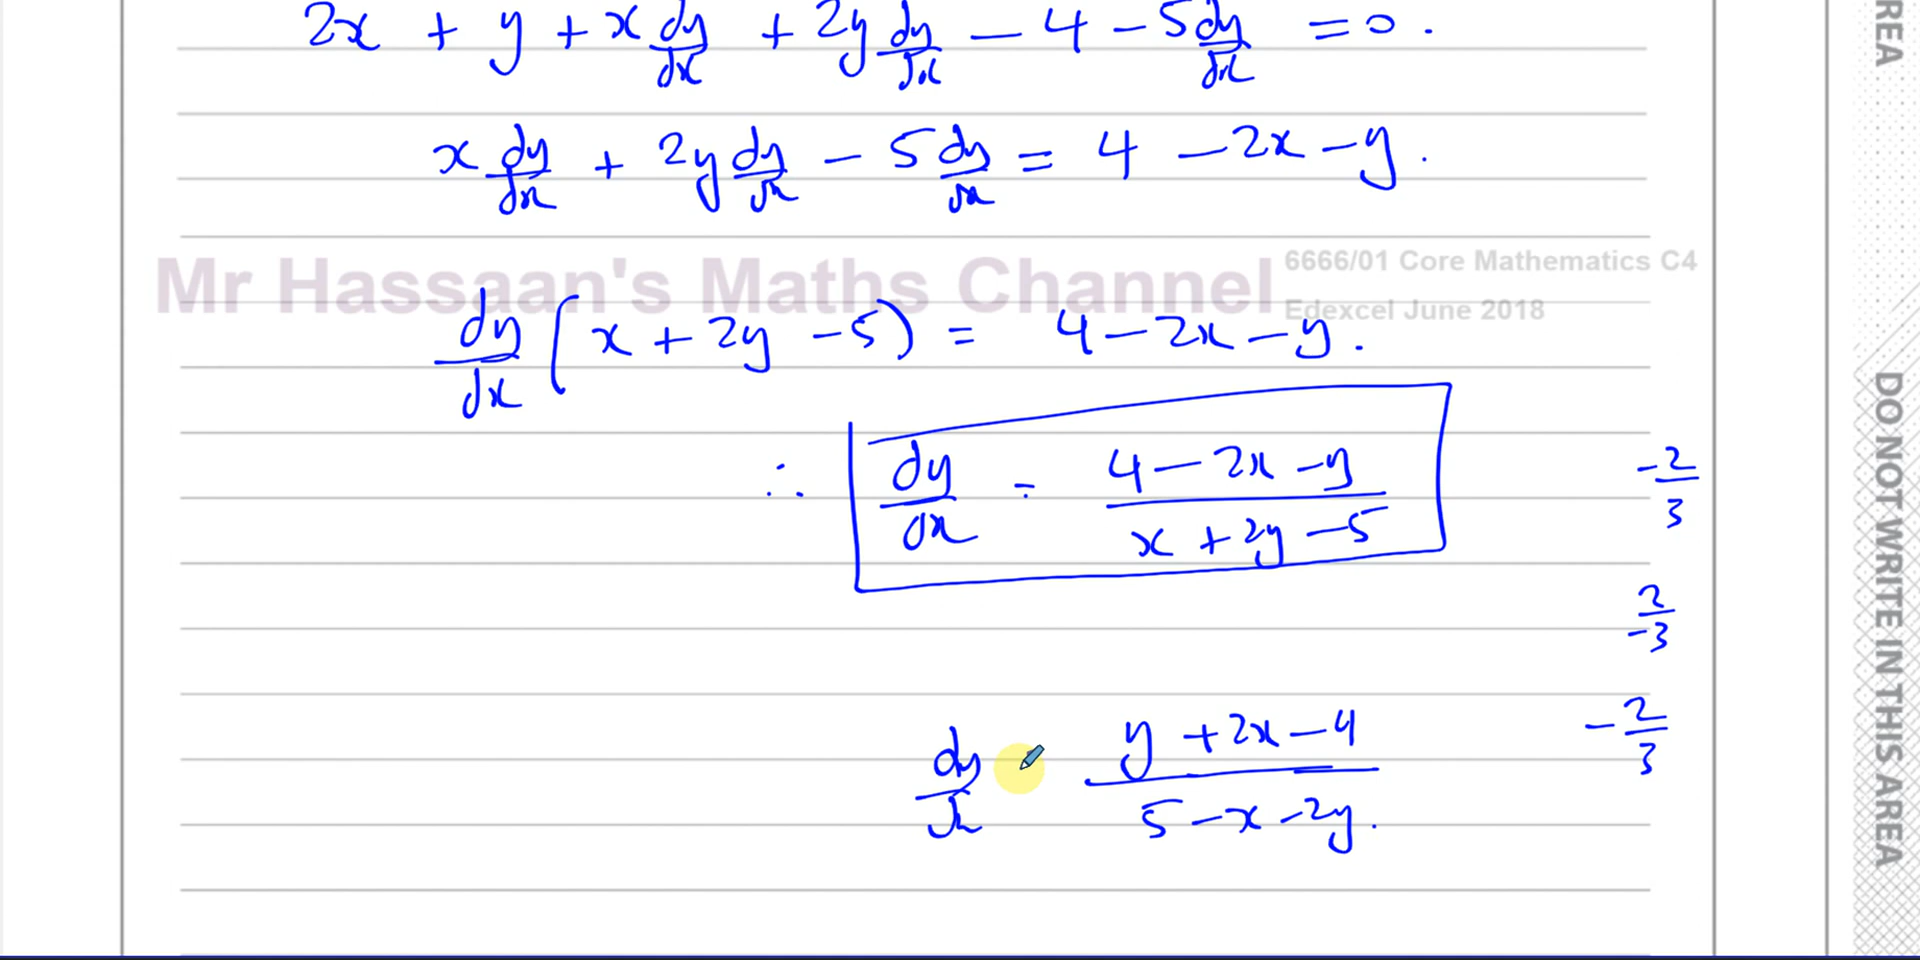 2x + y + x dy/dx + 2y dy/dx - 4 - 5 dy/dx = 0.
x dy/dx + 2y dy/dx - 5 dy/dx = 4 - 2x - y.
Mr Hassaan's Maths Channel
6666/01 Core Mathematics C4
Edexcel June 2018
dy/dx (x + 2y - 5) = 4 - 2x - y.
∴ dy/dx = (4 - 2x - y)/(x + 2y - 5)
-2/3
2/-3
dy/dx (y + 2x - 4)/(5 - x - 2y).
-2/3
REA
DO NOT WRITE IN THIS AREA